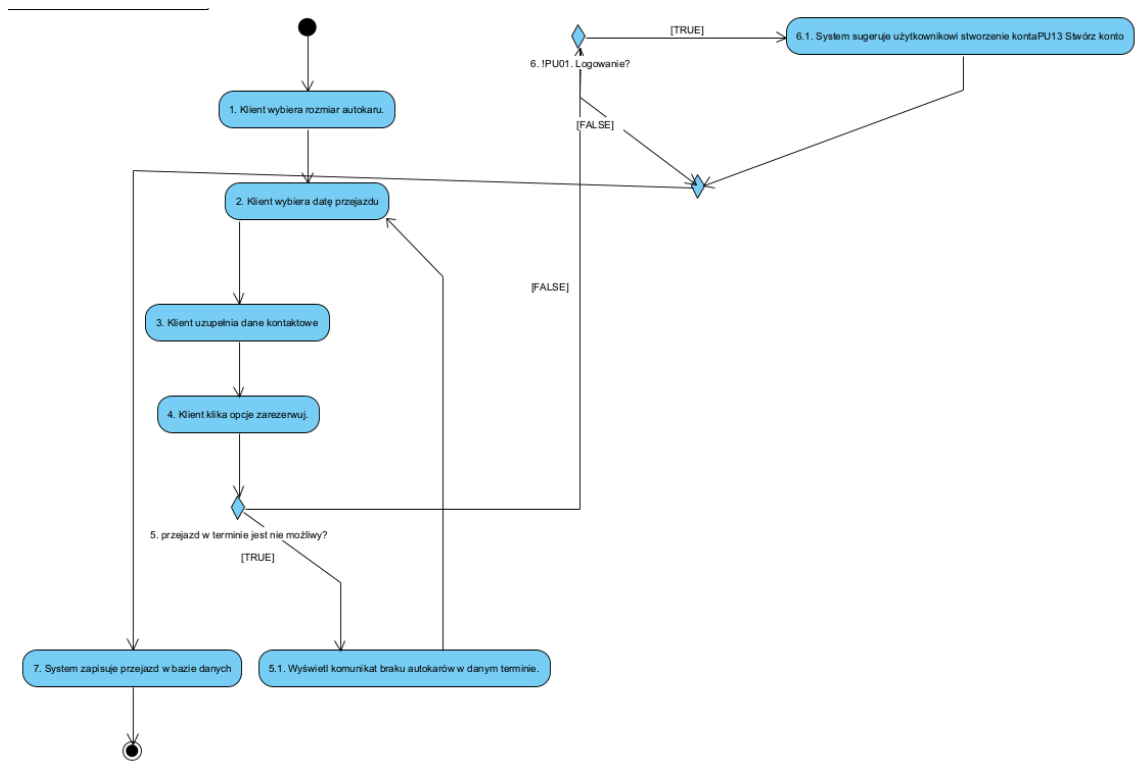 [TRUE]
6.1. System sugeruje użytkownikowi stworzenie kontaPU13 Stwórz konto
6. !PU01. Logowanie?
1. Klient wybiera rozmiar autokaru.
[FALSE]
2. Klient wybiera datę przejazdu
[FALSE]
3. Klient uzupełnia dane kontaktowe
4. Klient klika opcje zarezerwuj.
5. przejazd w terminie jest nie możliwy?
[TRUE]
7. System zapisuje przejazd w bazie danych
5.1. Wyświetl komunikat braku autokarów w danym terminie.